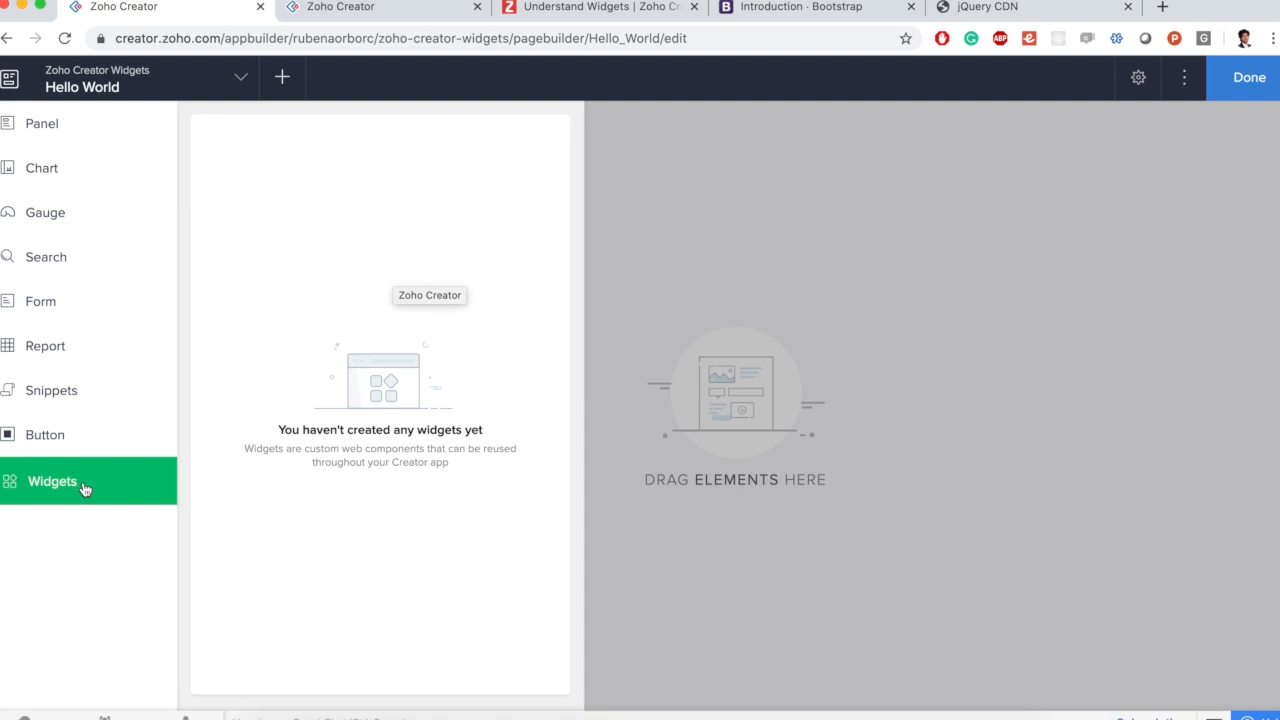 Zoho Creator
Zoho Creator
Understand Widgets | Zoho Cr
Introduction · Bootstrap
jQuery CDN
creator.zoho.com/appbuilder/rubenaorborc/zoho-creator-widgets/pagebuilder/Hello_World/edit
ABP
P
G
Zoho Creator Widgets
Hello World
Done
Panel
Chart
Gauge
Search
Form
Report
Snippets
Button
Widgets
Zoho Creator
You haven't created any widgets yet
Widgets are custom web components that can be reused
throughout your Creator app
DRAG ELEMENTS HERE